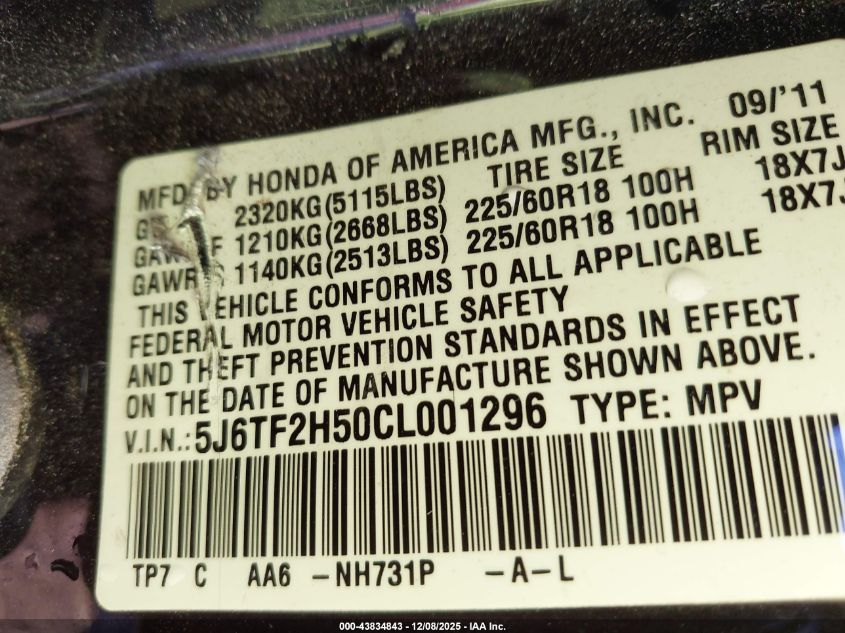 MFD. BY HONDA OF AMERICA MFG., INC. 09/'11
2320KG(5115LBS) TIRE SIZE RIM SIZE
1210KG(2668LBS) 225/60R18 100H 18X7J
GAWR 1140KG(2513LBS) 225/60R18 100H 18X7J
THIS VEHICLE CONFORMS TO ALL APPLICABLE
FEDERAL MOTOR VEHICLE SAFETY
AND THEFT PREVENTION STANDARDS IN EFFECT
ON THE DATE OF MANUFACTURE SHOWN ABOVE.
V.I.N.: 5J6TF2H50CL001296 TYPE: MPV
TP7 C AA6 -NH731P -A-L
000-43834843 - 12/08/2025 - IAA Inc.